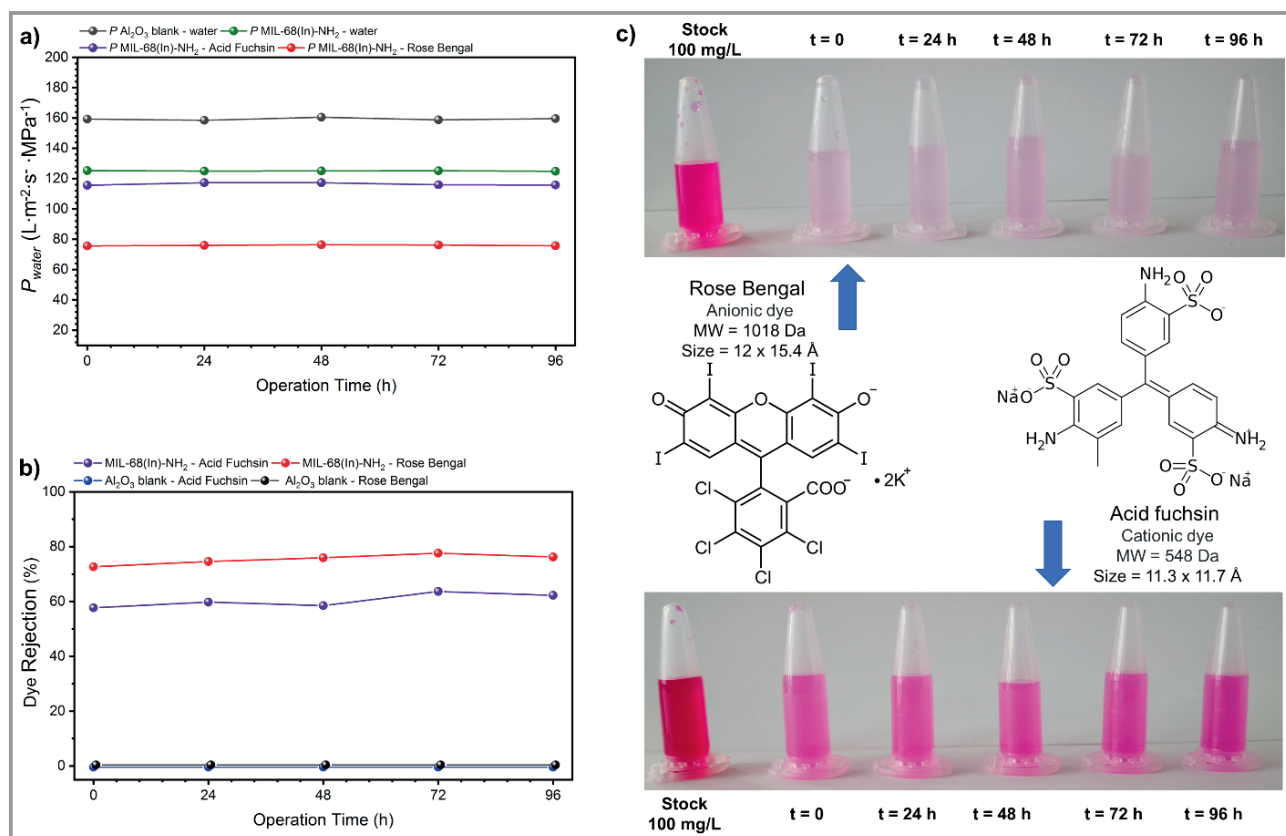 a)
P Al₂O₃ blank - water P MIL-68(In)-NH₂ - water
P MIL-68(In)-NH₂ - Acid Fuchsin P MIL-68(In)-NH₂ - Rose Bengal
P_water (L·m⁻²·s⁻·MPa⁻¹)
200
180
160
140
120
100
80
60
40
20
0 24 48 72 96
Operation Time (h)
b)
MIL-68(In)-NH₂ - Acid Fuchsin MIL-68(In)-NH₂ - Rose Bengal
Al₂O₃ blank - Acid Fuchsin Al₂O₃ blank - Rose Bengal
Dye Rejection (%)
100
80
60
40
20
0
0 24 48 72 96
Operation Time (h)
c)
Stock
100 mg/L t = 0 t = 24 h t = 48 h t = 72 h t = 96 h
Rose Bengal
Anionic dye
MW = 1018 Da
Size = 12 x 15.4 Å
I I
O O O⁻
I I
Cl COO⁻
• 2K⁺
Cl Cl
Cl
NH₂
O
S
O O⁻
O O
S
Na⁺ O⁻
NH₂ NH₂⁺
O
S O⁻ Na⁺
O
Acid fuchsin
Cationic dye
MW = 548 Da
Size = 11.3 x 11.7 Å
Stock
100 mg/L t = 0 t = 24 h t = 48 h t = 72 h t = 96 h